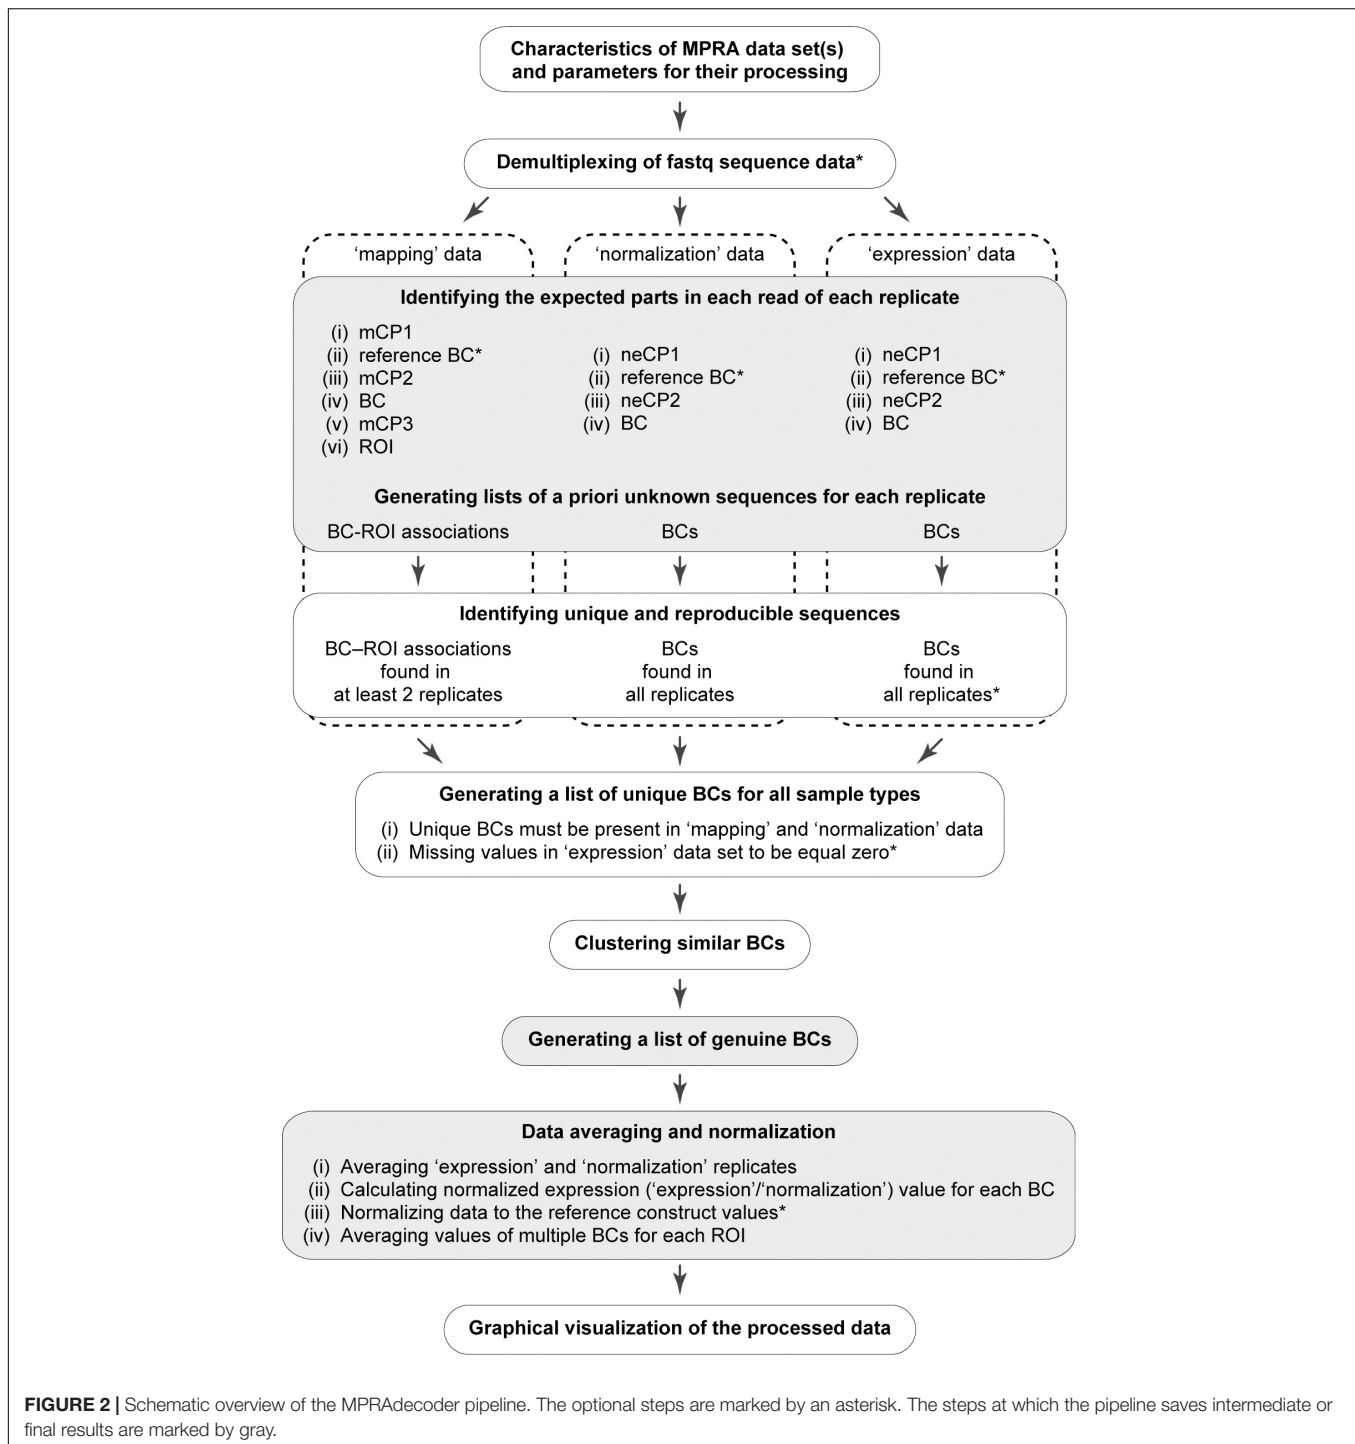 Characteristics of MPRA data set(s)
and parameters for their processing
Demultiplexing of fastq sequence data*
‘mapping’ data
‘normalization’ data
‘expression’ data
Identifying the expected parts in each read of each replicate
(i) mCP1
(ii) reference BC*
(iii) mCP2
(iv) BC
(v) mCP3
(vi) ROI
(i) neCP1
(ii) reference BC*
(iii) neCP2
(iv) BC
(i) neCP1
(ii) reference BC*
(iii) neCP2
(iv) BC
Generating lists of a priori unknown sequences for each replicate
BC-ROI associations
BCs
BCs
Identifying unique and reproducible sequences
BC–ROI associations
found in
at least 2 replicates
BCs
found in
all replicates
BCs
found in
all replicates*
Generating a list of unique BCs for all sample types
(i) Unique BCs must be present in ‘mapping’ and ‘normalization’ data
(ii) Missing values in ‘expression’ data set to be equal zero*
Clustering similar BCs
Generating a list of genuine BCs
Data averaging and normalization
(i) Averaging ‘expression’ and ‘normalization’ replicates
(ii) Calculating normalized expression (‘expression’/‘normalization’) value for each BC
(iii) Normalizing data to the reference construct values*
(iv) Averaging values of multiple BCs for each ROI
Graphical visualization of the processed data
FIGURE 2 | Schematic overview of the MPRAdecoder pipeline. The optional steps are marked by an asterisk. The steps at which the pipeline saves intermediate or
final results are marked by gray.